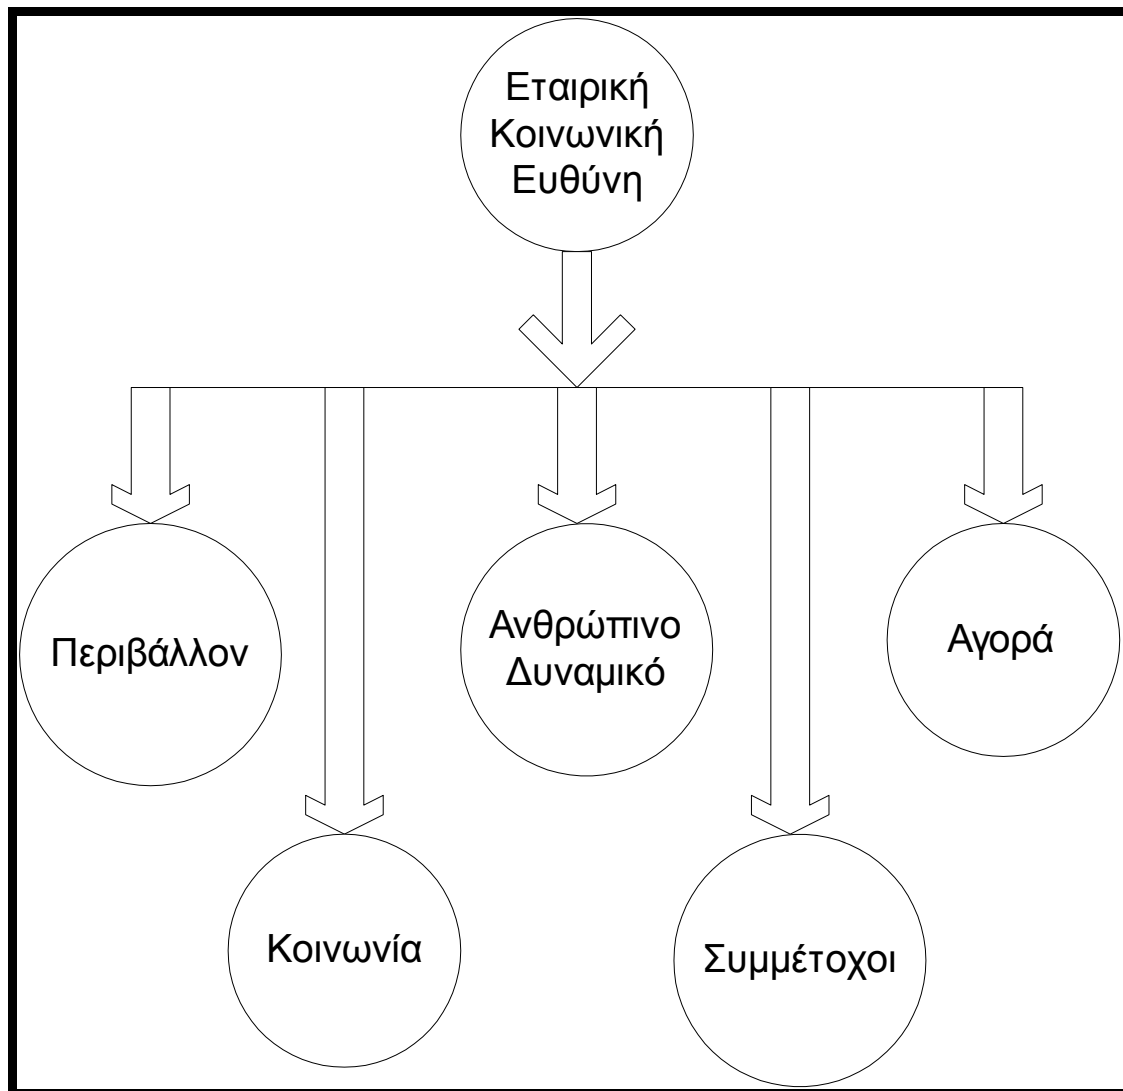 Εταιρική
Κοινωνική
Ευθύνη
Περιβάλλον
Ανθρώπινο
Δυναμικό
Αγορά
Κοινωνία
Συμμέτοχοι